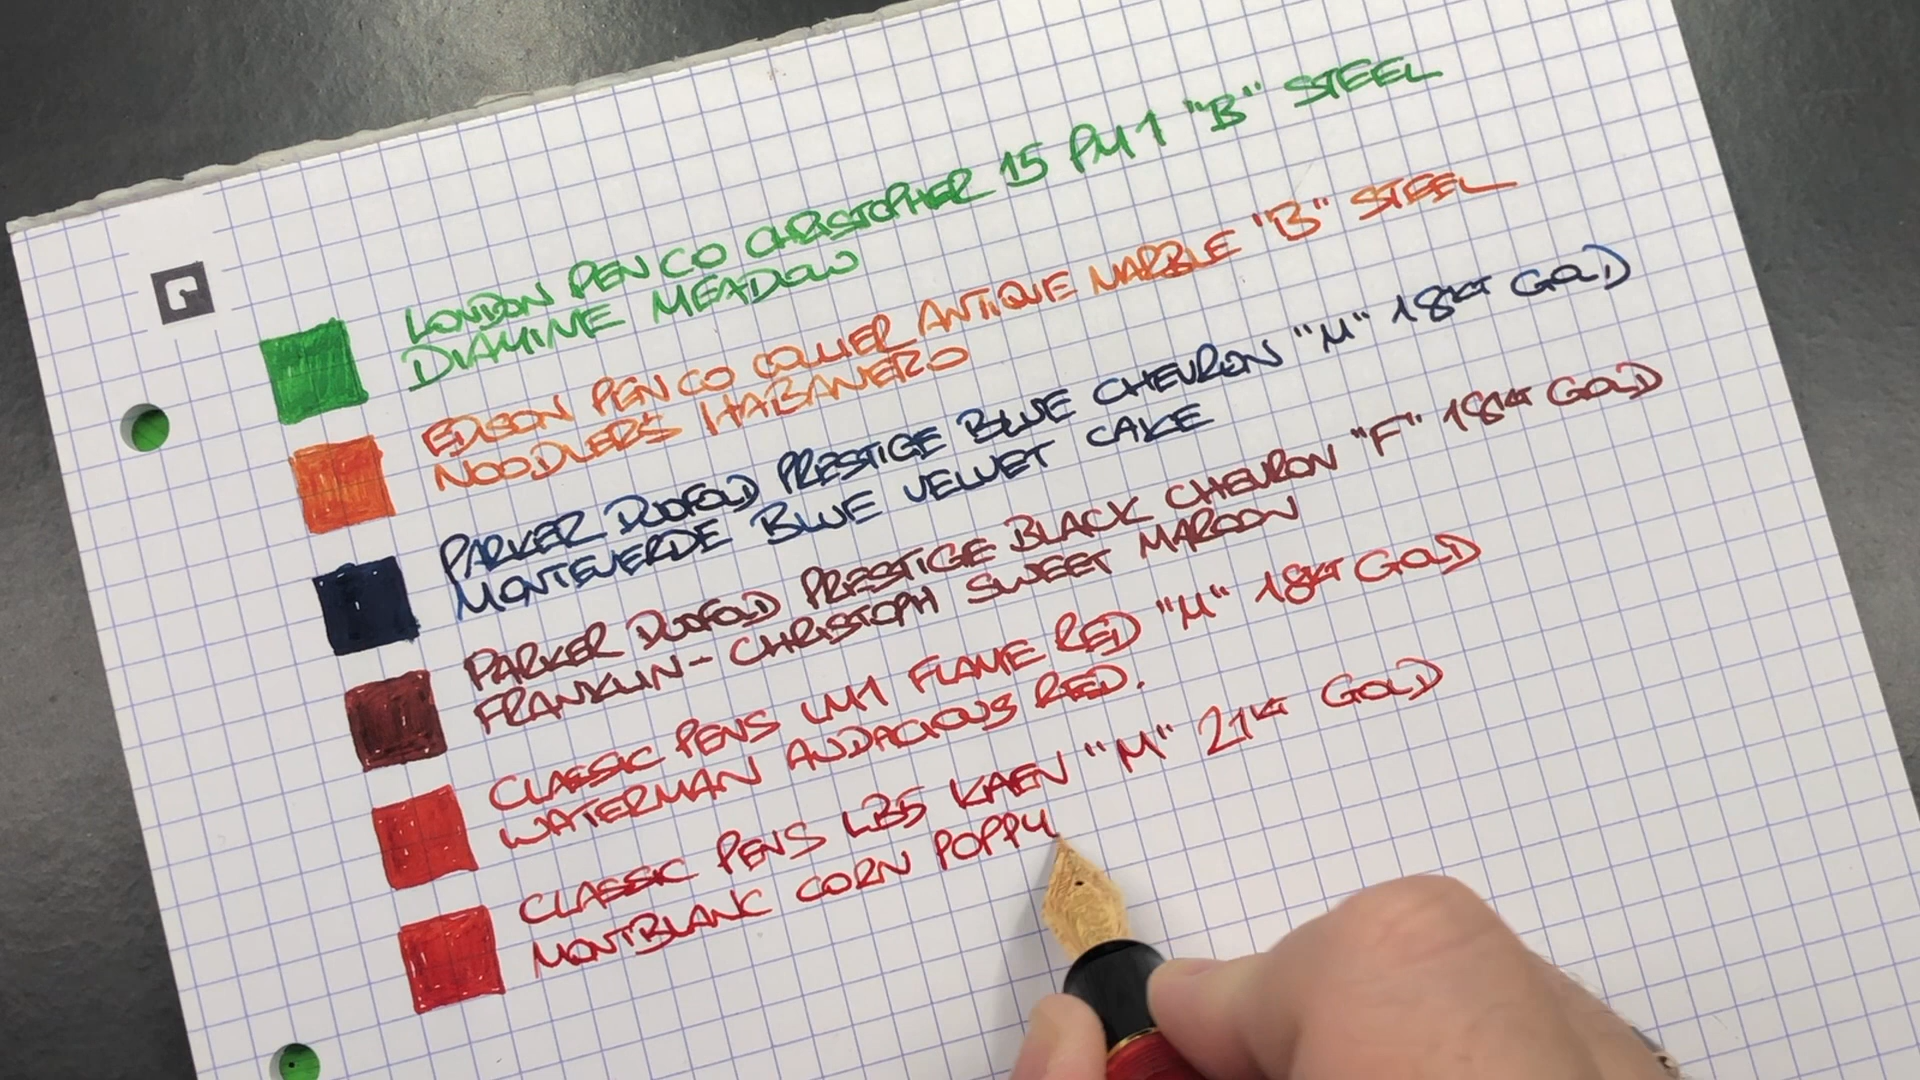 LONDON PEN CO CHRISTOPHER 15 PM1 "B" STEEL
DIAMINE MEADOW
EDISON PEN CO COLLIER ANTIQUE MARBLE "B" STEEL
NOODLER'S HABANERO
PARKER DUOFOLD PRESTIGE BLUE CHEVRON "M" 18KT GOLD
MONTEVERDE BLUE VELVET CAKE
PARKER DUOFOLD PRESTIGE BLACK CHEVRON "F" 18KT GOLD
FRANKLIN-CHRISTOPH SWEET MAROON
CLASSIC PENS LM1 FLAME RED "M" 18KT GOLD
WATERMAN AUDACIOUS RED.
CLASSIC PENS LB5 KAEN "M" 21KT GOLD
MONTBLANC CORN POPPY